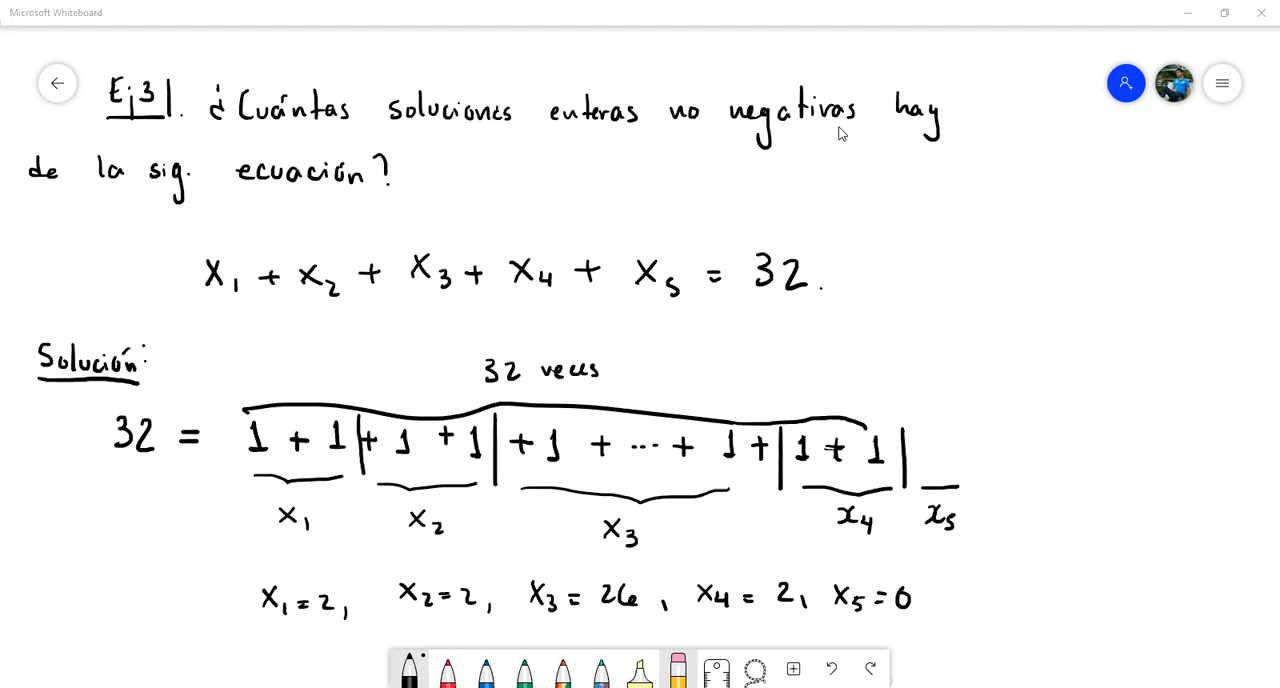 Microsoft Whiteboard
Ej3]. ¿Cuántas soluciones enteras no negativas hay
de la sig. ecuación?
x₁ + x₂ + x₃ + x₄ + x₅ = 32.
Solución:
32 veces
32 = 1 + 1 | + 1 + 1 | + 1 + ... + 1 + | 1 + 1 |
x₁ x₂ x₃ x₄ x₅
x₁ = 2, x₂ = 2, x₃ = 26, x₄ = 2, x₅ = 0